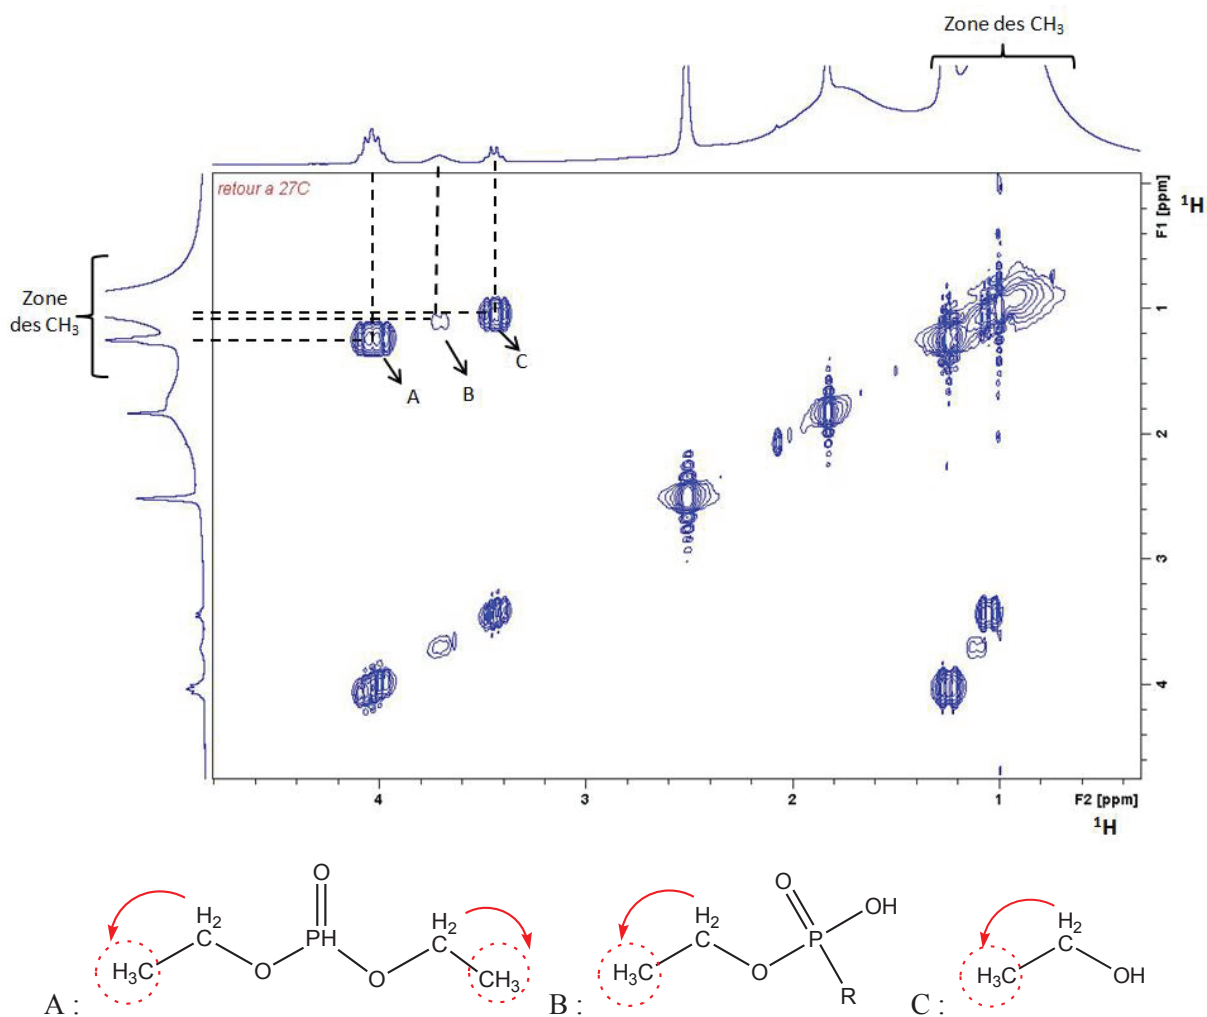 Zone des CH₃
retour a 27C
F1 [ppm]
¹H
Zone
des CH₃
A
B
C
1
2
3
4
4
3
2
1
F2 [ppm]
¹H
O
H₂
C
PH
H₂
C
H₃C
O
O
CH₃
A :
O
OH
H₂
C
P
H₃C
O
R
B :
H₂
C
H₃C
OH
C :